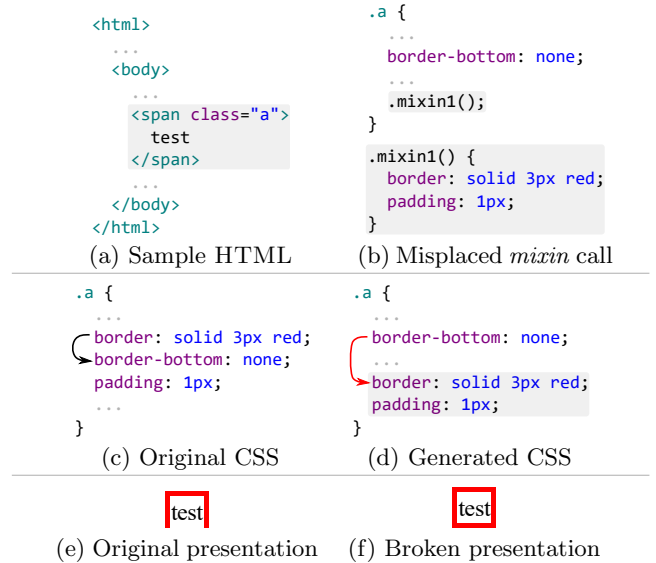 <html>
...
<body>
...
<span class="a">
test
</span>
...
</body>
</html>
(a) Sample HTML
.a {
...
border-bottom: none;
...
.mixin1();
}
.mixin1() {
border: solid 3px red;
padding: 1px;
}
(b) Misplaced mixin call
.a {
...
border: solid 3px red;
border-bottom: none;
padding: 1px;
...
}
(c) Original CSS
.a {
...
border-bottom: none;
...
border: solid 3px red;
padding: 1px;
}
(d) Generated CSS
test
(e) Original presentation
test
(f) Broken presentation